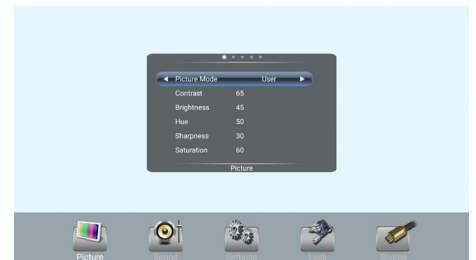 Picture Mode User
Contrast 65
Brightness 45
Hue 50
Sharpness 30
Saturation 60
Picture
Picture Sound Settings Lock Source